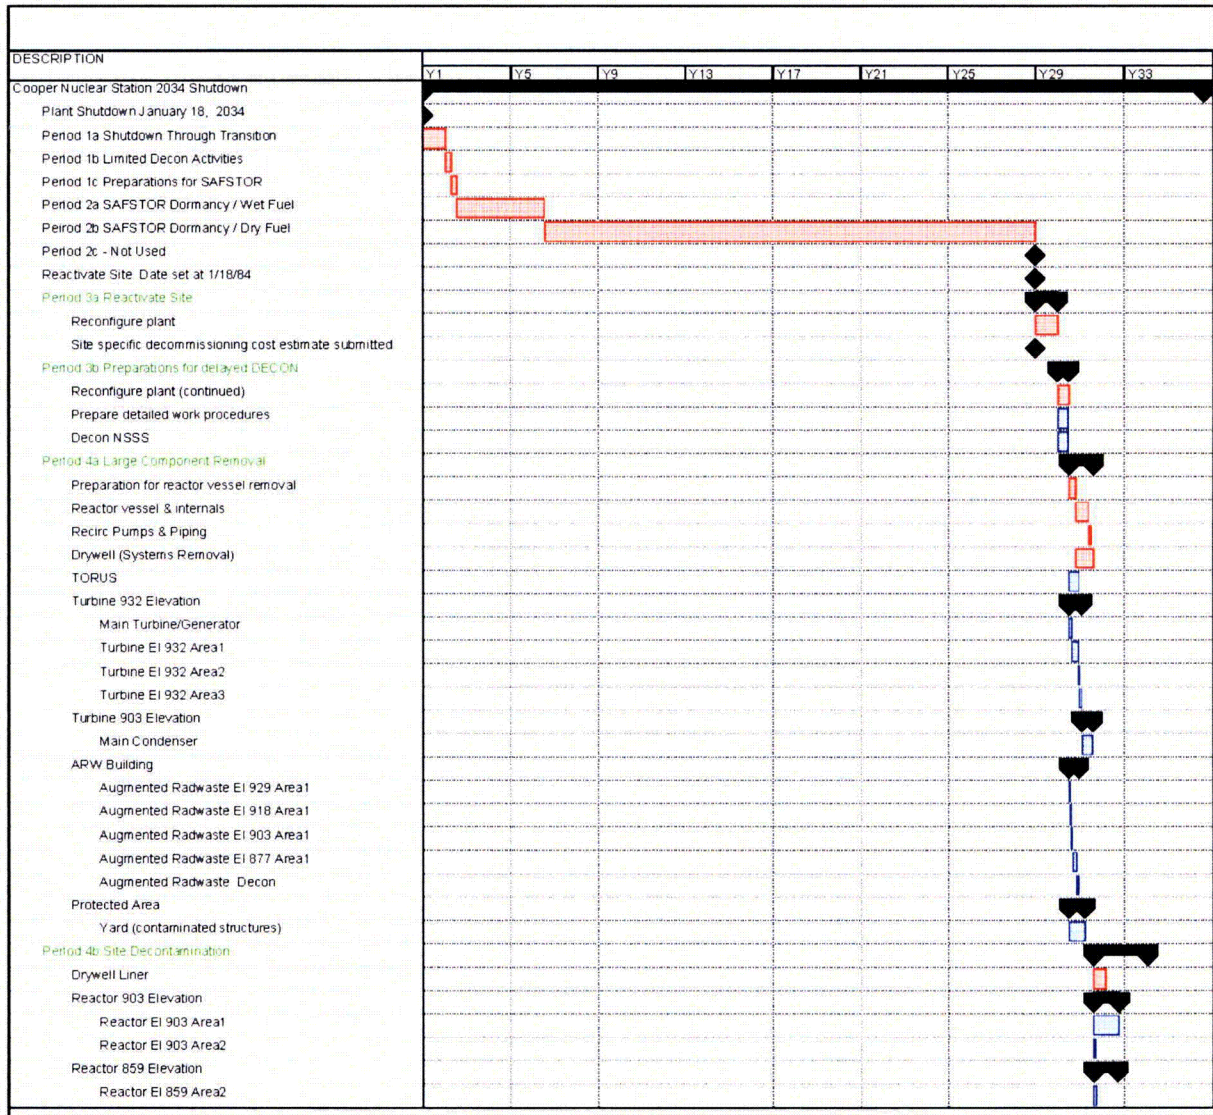 DESCRIPTION
Y1 Y5 Y9 Y13 Y17 Y21 Y25 Y29 Y33
Cooper Nuclear Station 2034 Shutdown
Plant Shutdown January 18, 2034
Period 1a Shutdown Through Transition
Period 1b Limited Decon Activities
Period 1c Preparations for SAFSTOR
Period 2a SAFSTOR Dormancy / Wet Fuel
Peirod 2b SAFSTOR Dormancy / Dry Fuel
Period 2c - Not Used
Reactivate Site Date set at 1/18/84
Period 3a Reactivate Site
Reconfigure plant
Site specific decommissioning cost estimate submitted
Period 3b Preparations for delayed DECON
Reconfigure plant (continued)
Prepare detailed work procedures
Decon NSSS
Period 4a Large Component Removal
Preparation for reactor vessel removal
Reactor vessel & internals
Recirc Pumps & Piping
Drywell (Systems Removal)
TORUS
Turbine 932 Elevation
Main Turbine/Generator
Turbine El 932 Area1
Turbine El 932 Area2
Turbine El 932 Area3
Turbine 903 Elevation
Main Condenser
ARW Building
Augmented Radwaste El 929 Area1
Augmented Radwaste El 918 Area1
Augmented Radwaste El 903 Area1
Augmented Radwaste El 877 Area1
Augmented Radwaste Decon
Protected Area
Yard (contaminated structures)
Period 4b Site Decontamination
Drywell Liner
Reactor 903 Elevation
Reactor El 903 Area1
Reactor El 903 Area2
Reactor 859 Elevation
Reactor El 859 Area2